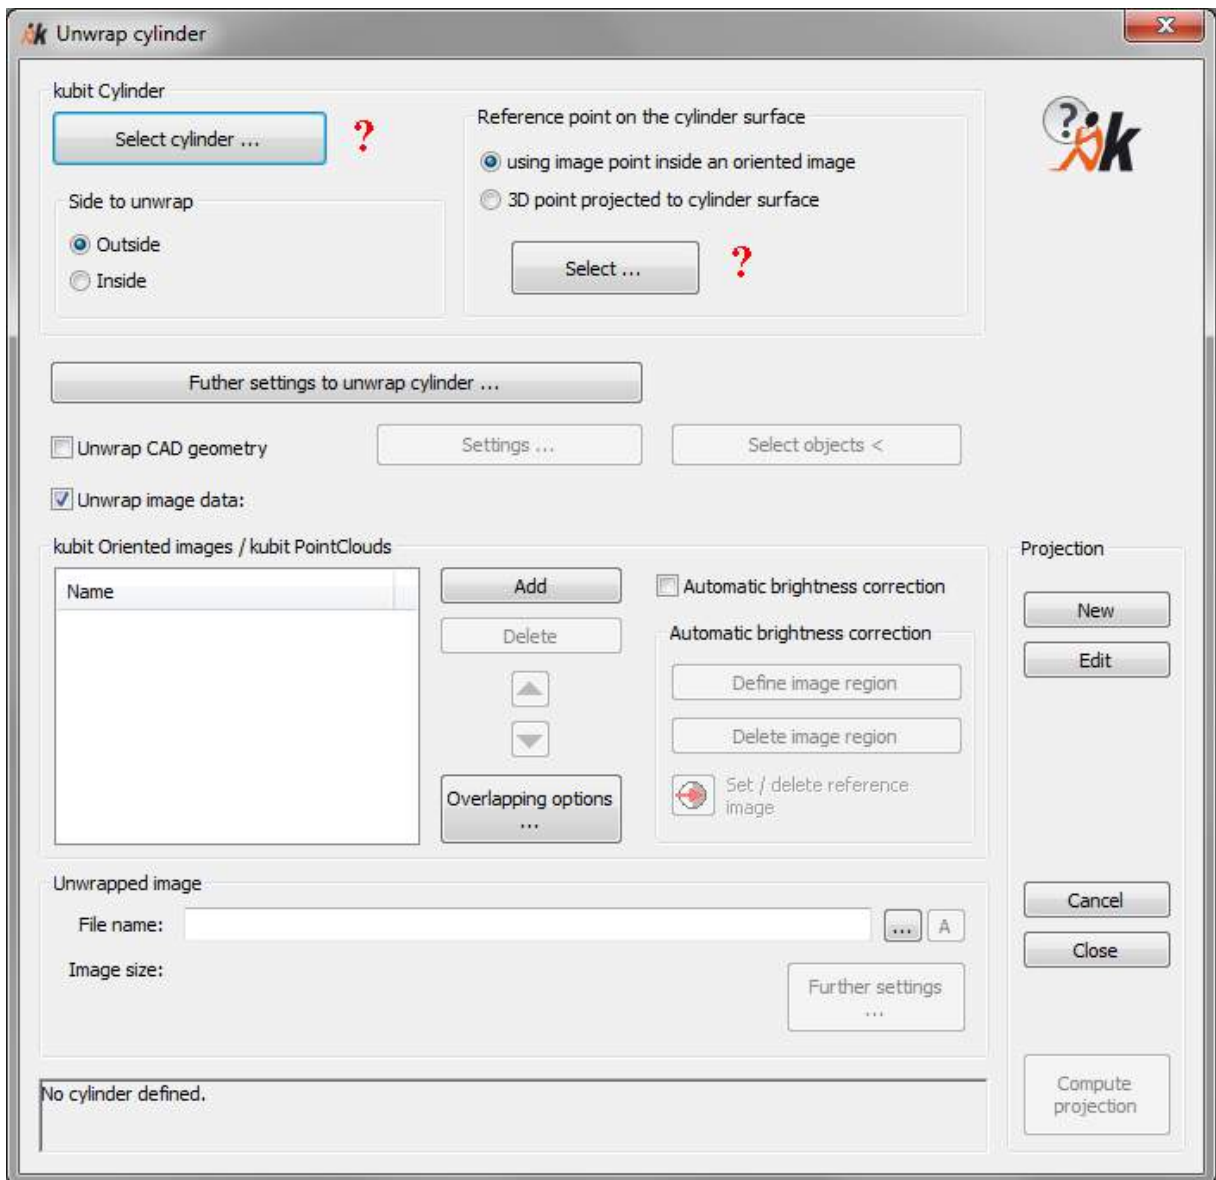 Unwrap cylinder
kubit Cylinder
Select cylinder ...
?
Side to unwrap
Outside
Inside
Reference point on the cylinder surface
using image point inside an oriented image
3D point projected to cylinder surface
Select ...
?
?
k
Futher settings to unwrap cylinder ...
Unwrap CAD geometry
Settings ...
Select objects <
Unwrap image data:
kubit Oriented images / kubit PointClouds
Name
Add
Delete
Overlapping options
...
Automatic brightness correction
Automatic brightness correction
Define image region
Delete image region
Set / delete reference
image
Unwrapped image
File name:
...
A
Image size:
Further settings
...
No cylinder defined.
Projection
New
Edit
Cancel
Close
Compute
projection